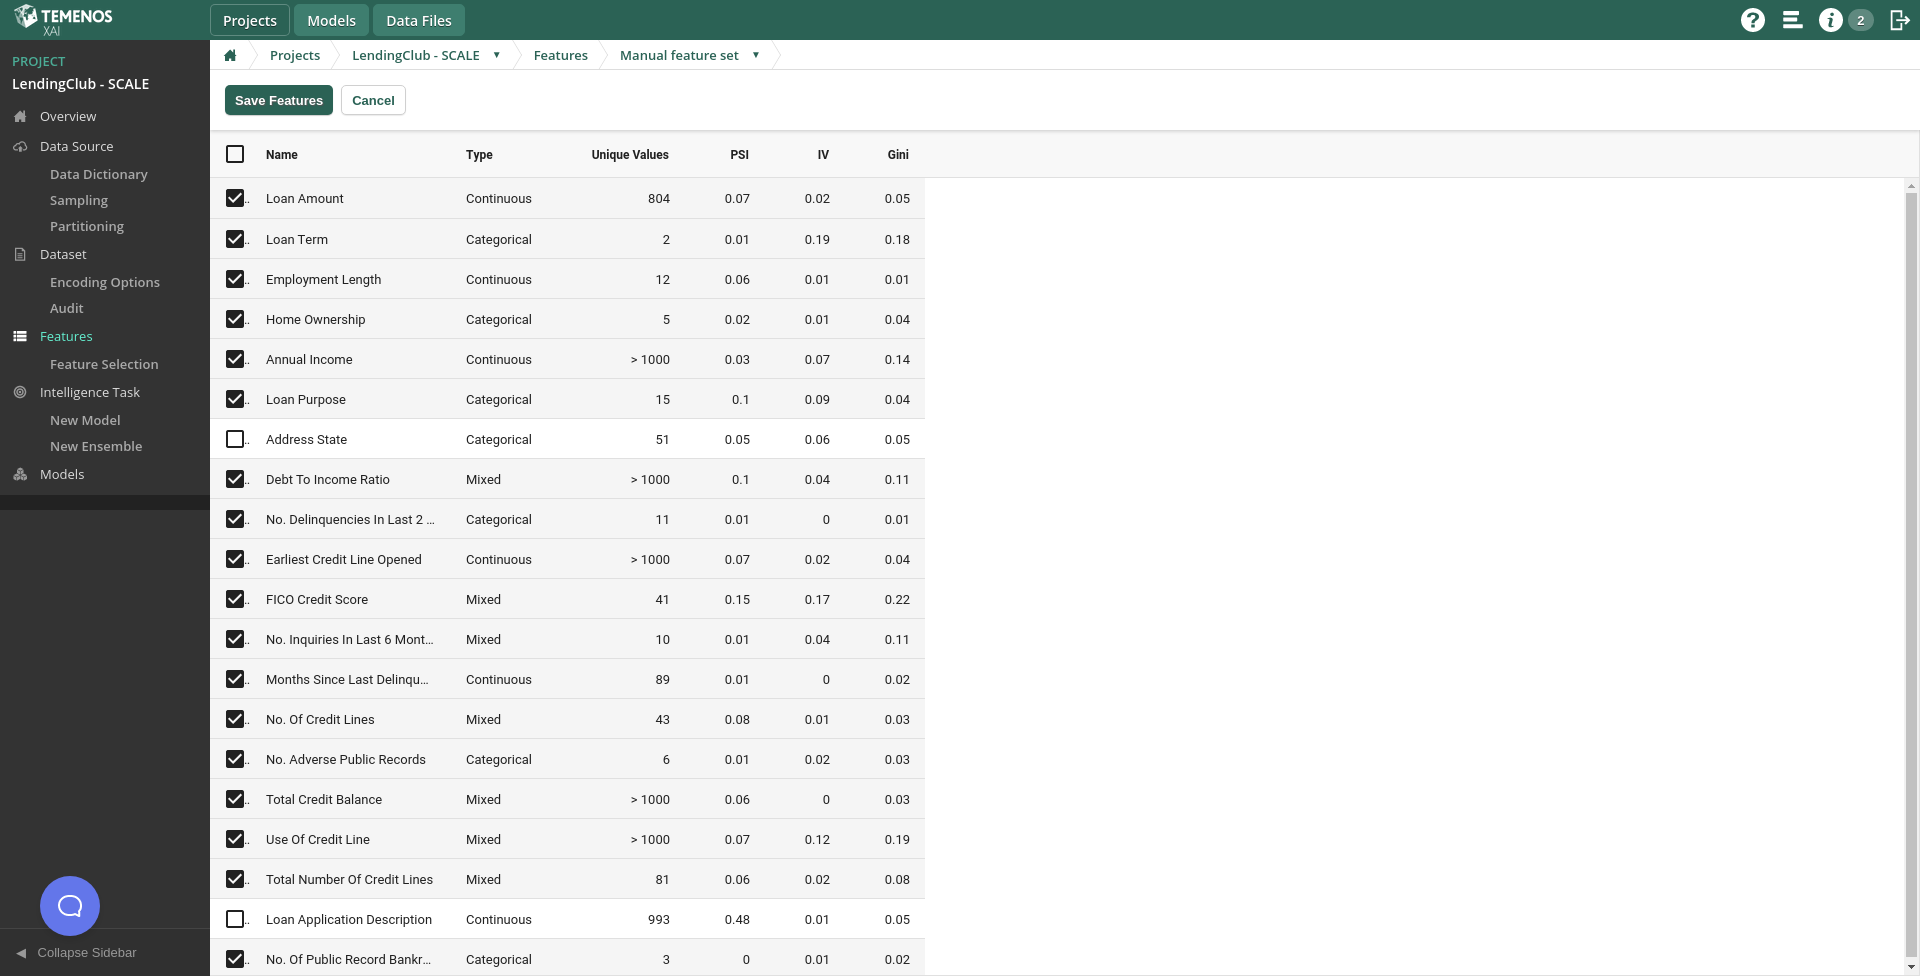 TEMENOS
XAI
Projects Models Data Files 2
PROJECT
LendingClub - SCALE
Overview
Data Source
Data Dictionary
Sampling
Partitioning
Dataset
Encoding Options
Audit
Features
Feature Selection
Intelligence Task
New Model
New Ensemble
Models
Collapse Sidebar
Projects LendingClub - SCALE Features Manual feature set
Save Features Cancel
Name Type Unique Values PSI IV Gini
.. Loan Amount Continuous 804 0.07 0.02 0.05
.. Loan Term Categorical 2 0.01 0.19 0.18
.. Employment Length Continuous 12 0.06 0.01 0.01
.. Home Ownership Categorical 5 0.02 0.01 0.04
.. Annual Income Continuous > 1000 0.03 0.07 0.14
.. Loan Purpose Categorical 15 0.1 0.09 0.04
.. Address State Categorical 51 0.05 0.06 0.05
.. Debt To Income Ratio Mixed > 1000 0.1 0.04 0.11
.. No. Delinquencies In Last 2 ... Categorical 11 0.01 0 0.01
.. Earliest Credit Line Opened Continuous > 1000 0.07 0.02 0.04
.. FICO Credit Score Mixed 41 0.15 0.17 0.22
.. No. Inquiries In Last 6 Mont... Mixed 10 0.01 0.04 0.11
.. Months Since Last Delinqu... Continuous 89 0.01 0 0.02
.. No. Of Credit Lines Mixed 43 0.08 0.01 0.03
.. No. Adverse Public Records Categorical 6 0.01 0.02 0.03
.. Total Credit Balance Mixed > 1000 0.06 0 0.03
.. Use Of Credit Line Mixed > 1000 0.07 0.12 0.19
.. Total Number Of Credit Lines Mixed 81 0.06 0.02 0.08
.. Loan Application Description Continuous 993 0.48 0.01 0.05
.. No. Of Public Record Bankr... Categorical 3 0 0.01 0.02